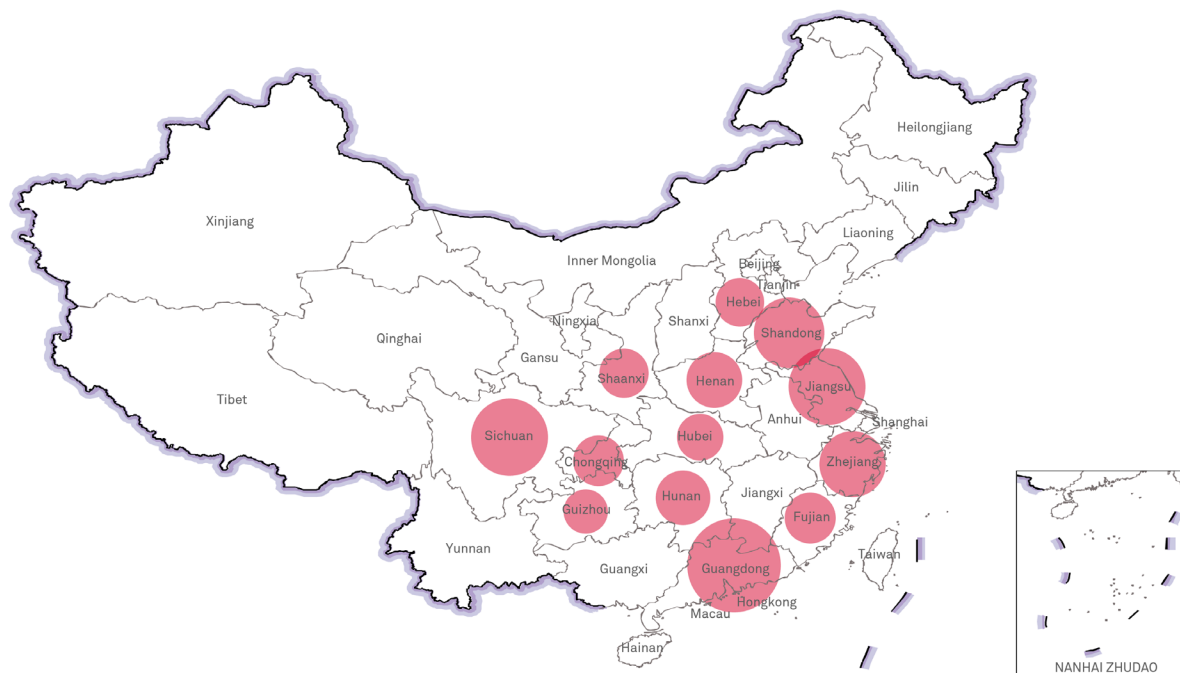 Heilongjiang
Jilin
Xinjiang
Liaoning
Inner Mongolia
Beijing
Tianjin
Hebei
Ningxia
Shanxi
Shandong
Qinghai
Gansu
Shaanxi
Henan
Jiangsu
Tibet
Anhui
Shanghai
Sichuan
Hubei
Chongqing
Zhejiang
Hunan
Jiangxi
Guizhou
Fujian
Yunnan
Taiwan
Guangxi
Guangdong
Hongkong
Macau
Hainan
NANHAI ZHUDAO